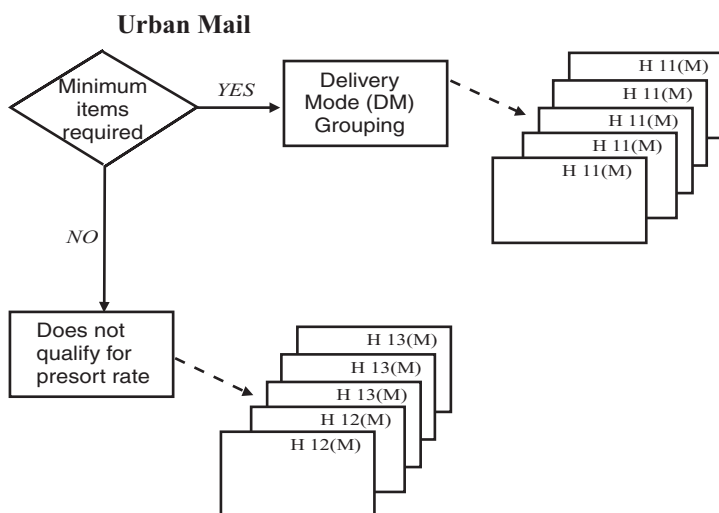 Urban Mail
Minimum
items
required
YES
Delivery
Mode (DM)
Grouping
H 11(M)
H 11(M)
H 11(M)
H 11(M)
H 11(M)
NO
Does not
qualify for
presort rate
H 13(M)
H 13(M)
H 13(M)
H 12(M)
H 12(M)